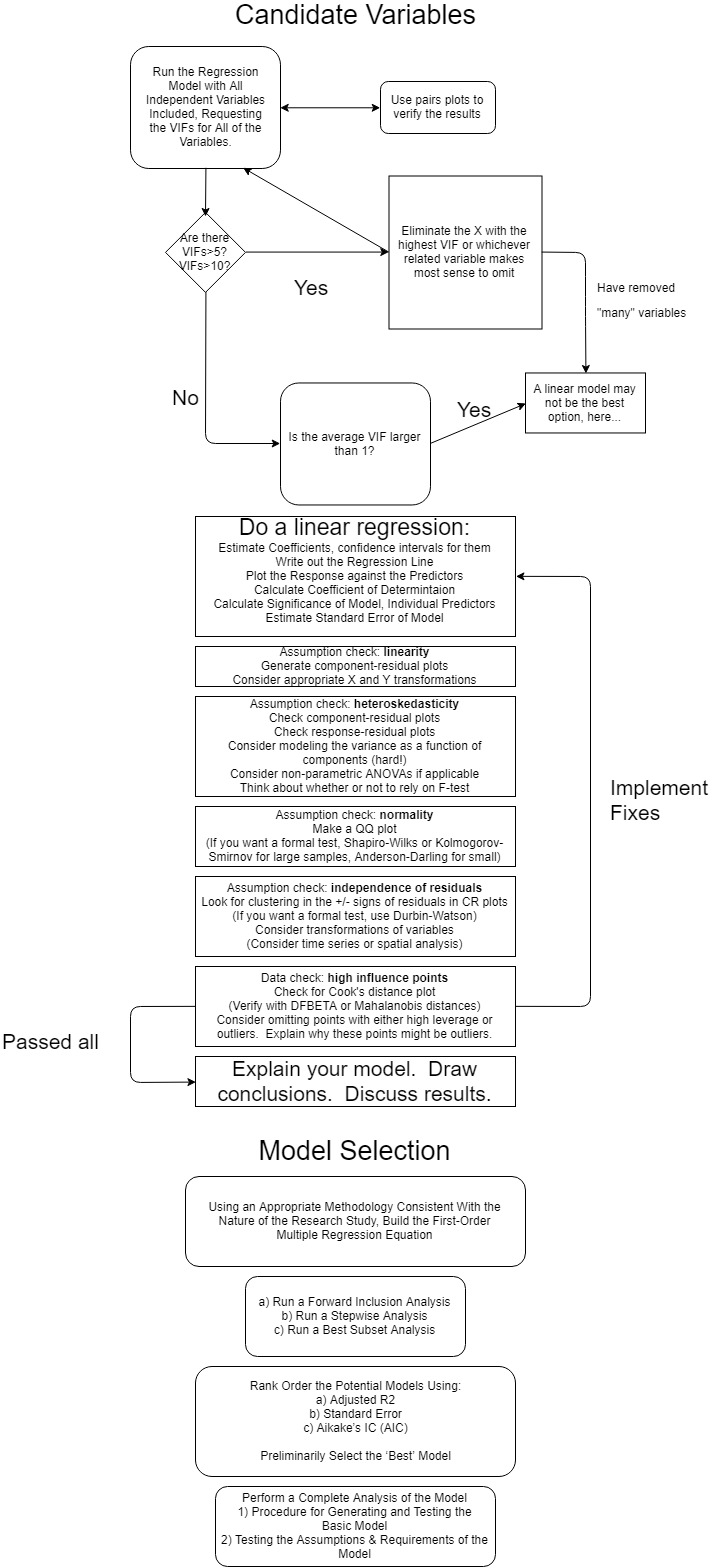 Candidate Variables
Run the Regression
Model with All
Independent Variables
Included, Requesting
the VIFs for All of the
Variables.
Use pairs plots to
verify the results
Are there
VIFs>5?
VIFs>10?
Yes
Eliminate the X with the
highest VIF or whichever
related variable makes
most sense to omit
Have removed
"many" variables
No
Is the average VIF larger
than 1?
Yes
A linear model may
not be the best
option, here...
Do a linear regression:
Estimate Coefficients, confidence intervals for them
Write out the Regression Line
Plot the Response against the Predictors
Calculate Coefficient of Determintaion
Calculate Significance of Model, Individual Predictors
Estimate Standard Error of Model
Assumption check: linearity
Generate component-residual plots
Consider appropriate X and Y transformations
Assumption check: heteroskedasticity
Check component-residual plots
Check response-residual plots
Consider modeling the variance as a function of
components (hard!)
Consider non-parametric ANOVAs if applicable
Think about whether or not to rely on F-test
Implement
Fixes
Assumption check: normality
Make a QQ plot
(If you want a formal test, Shapiro-Wilks or Kolmogorov-
Smirnov for large samples, Anderson-Darling for small)
Assumption check: independence of residuals
Look for clustering in the +/- signs of residuals in CR plots
(If you want a formal test, use Durbin-Watson)
Consider transformations of variables
(Consider time series or spatial analysis)
Data check: high influence points
Check for Cook's distance plot
(Verify with DFBETA or Mahalanobis distances)
Consider omitting points with either high leverage or
outliers. Explain why these points might be outliers.
Passed all
Explain your model. Draw
conclusions. Discuss results.
Model Selection
Using an Appropriate Methodology Consistent With the
Nature of the Research Study, Build the First-Order
Multiple Regression Equation
a) Run a Forward Inclusion Analysis
b) Run a Stepwise Analysis
c) Run a Best Subset Analysis
Rank Order the Potential Models Using:
a) Adjusted R2
b) Standard Error
c) Aikake's IC (AIC)
Preliminarily Select the ‘Best’ Model
Perform a Complete Analysis of the Model
1) Procedure for Generating and Testing the
Basic Model
2) Testing the Assumptions & Requirements of the
Model